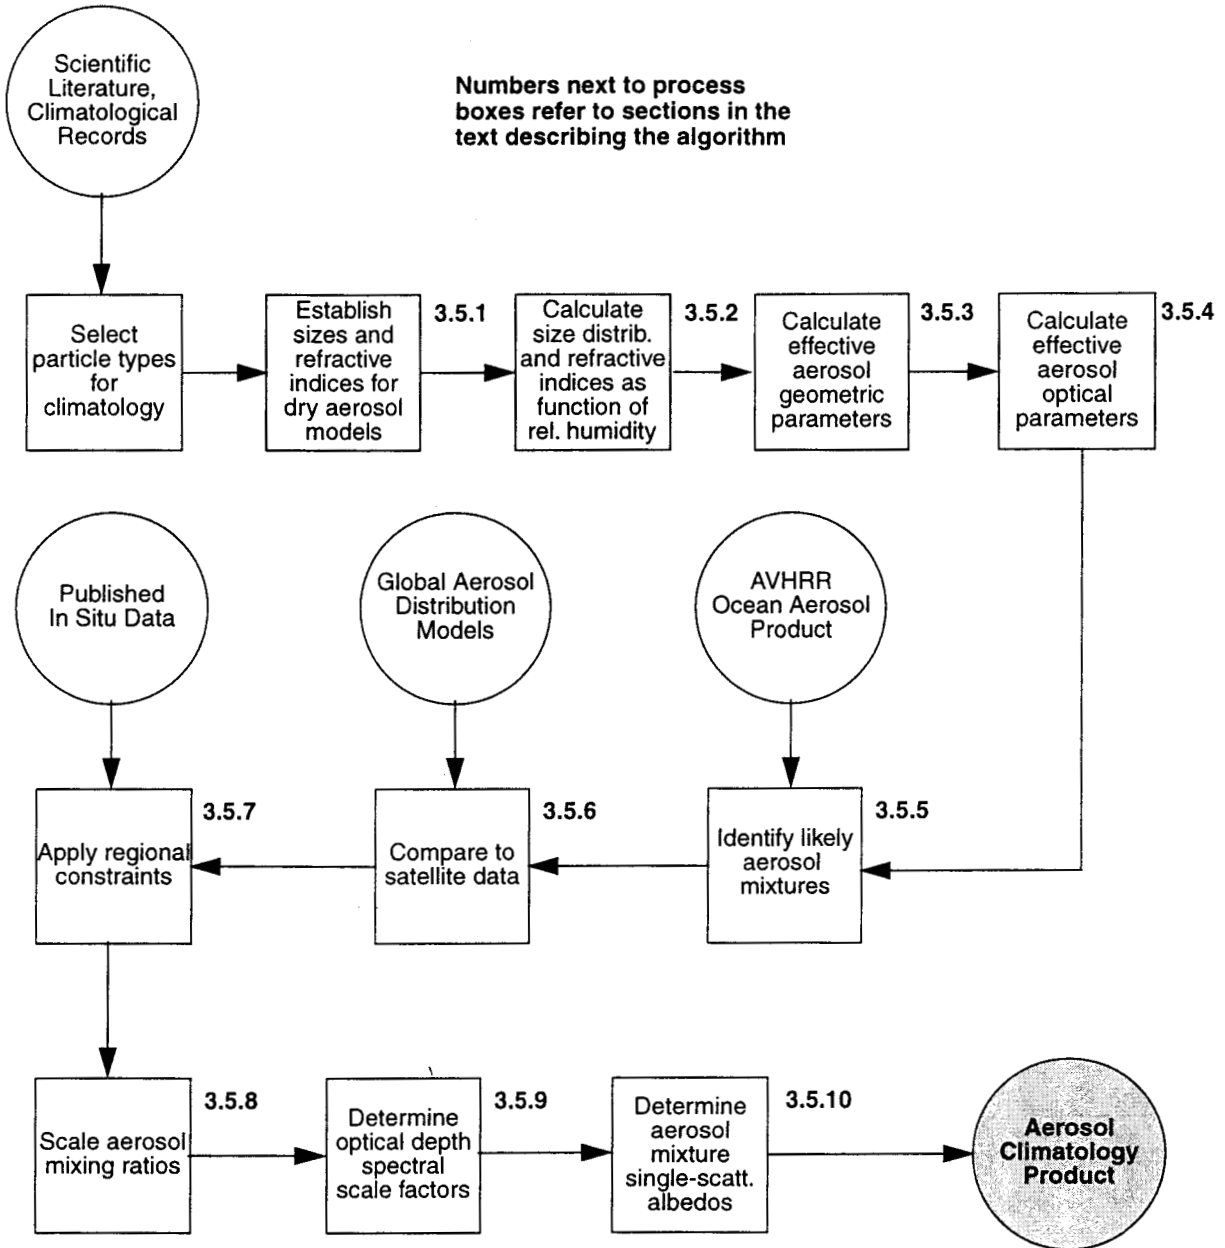 Scientific
Literature,
Climatological
Records
Numbers next to process
boxes refer to sections in the
text describing the algorithm
Select
particle types
for
climatology
Establish
sizes and
refractive
indices for
dry aerosol
models
3.5.1
Calculate
size distrib.
and refractive
indices as
function of
rel. humidity
3.5.2
Calculate
effective
aerosol
geometric
parameters
3.5.3
Calculate
effective
aerosol
optical
parameters
3.5.4
Published
In Situ Data
Global Aerosol
Distribution
Models
AVHRR
Ocean Aerosol
Product
Apply regional
constraints
3.5.7
Compare to
satellite data
3.5.6
Identify likely
aerosol
mixtures
3.5.5
Scale aerosol
mixing ratios
3.5.8
Determine
optical depth
spectral
scale factors
3.5.9
Determine
aerosol
mixture
single-scatt.
albedos
3.5.10
Aerosol
Climatology
Product